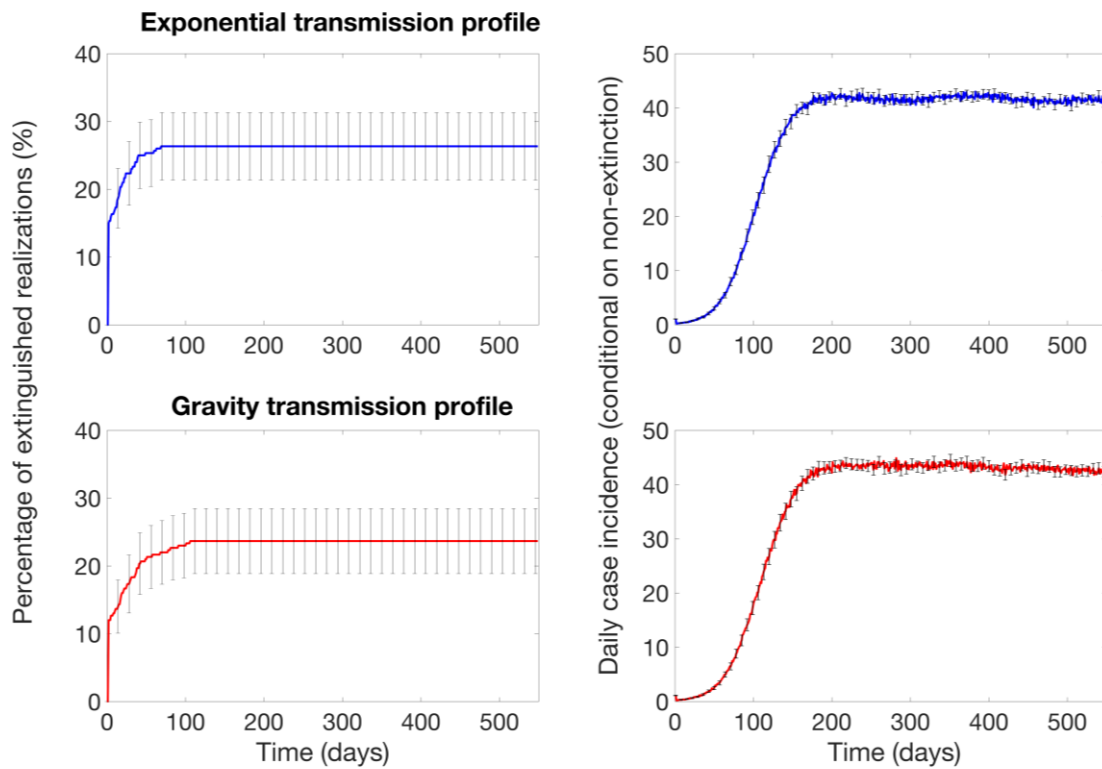 Exponential transmission profile
Percentage of extinguished realizations (%)
40
30
20
10
0
0 100 200 300 400 500
Daily case incidence (conditional on non-extinction)
50
40
30
20
10
0
0 100 200 300 400 500
Gravity transmission profile
40
30
20
10
0
0 100 200 300 400 500
Time (days)
50
40
30
20
10
0
0 100 200 300 400 500
Time (days)